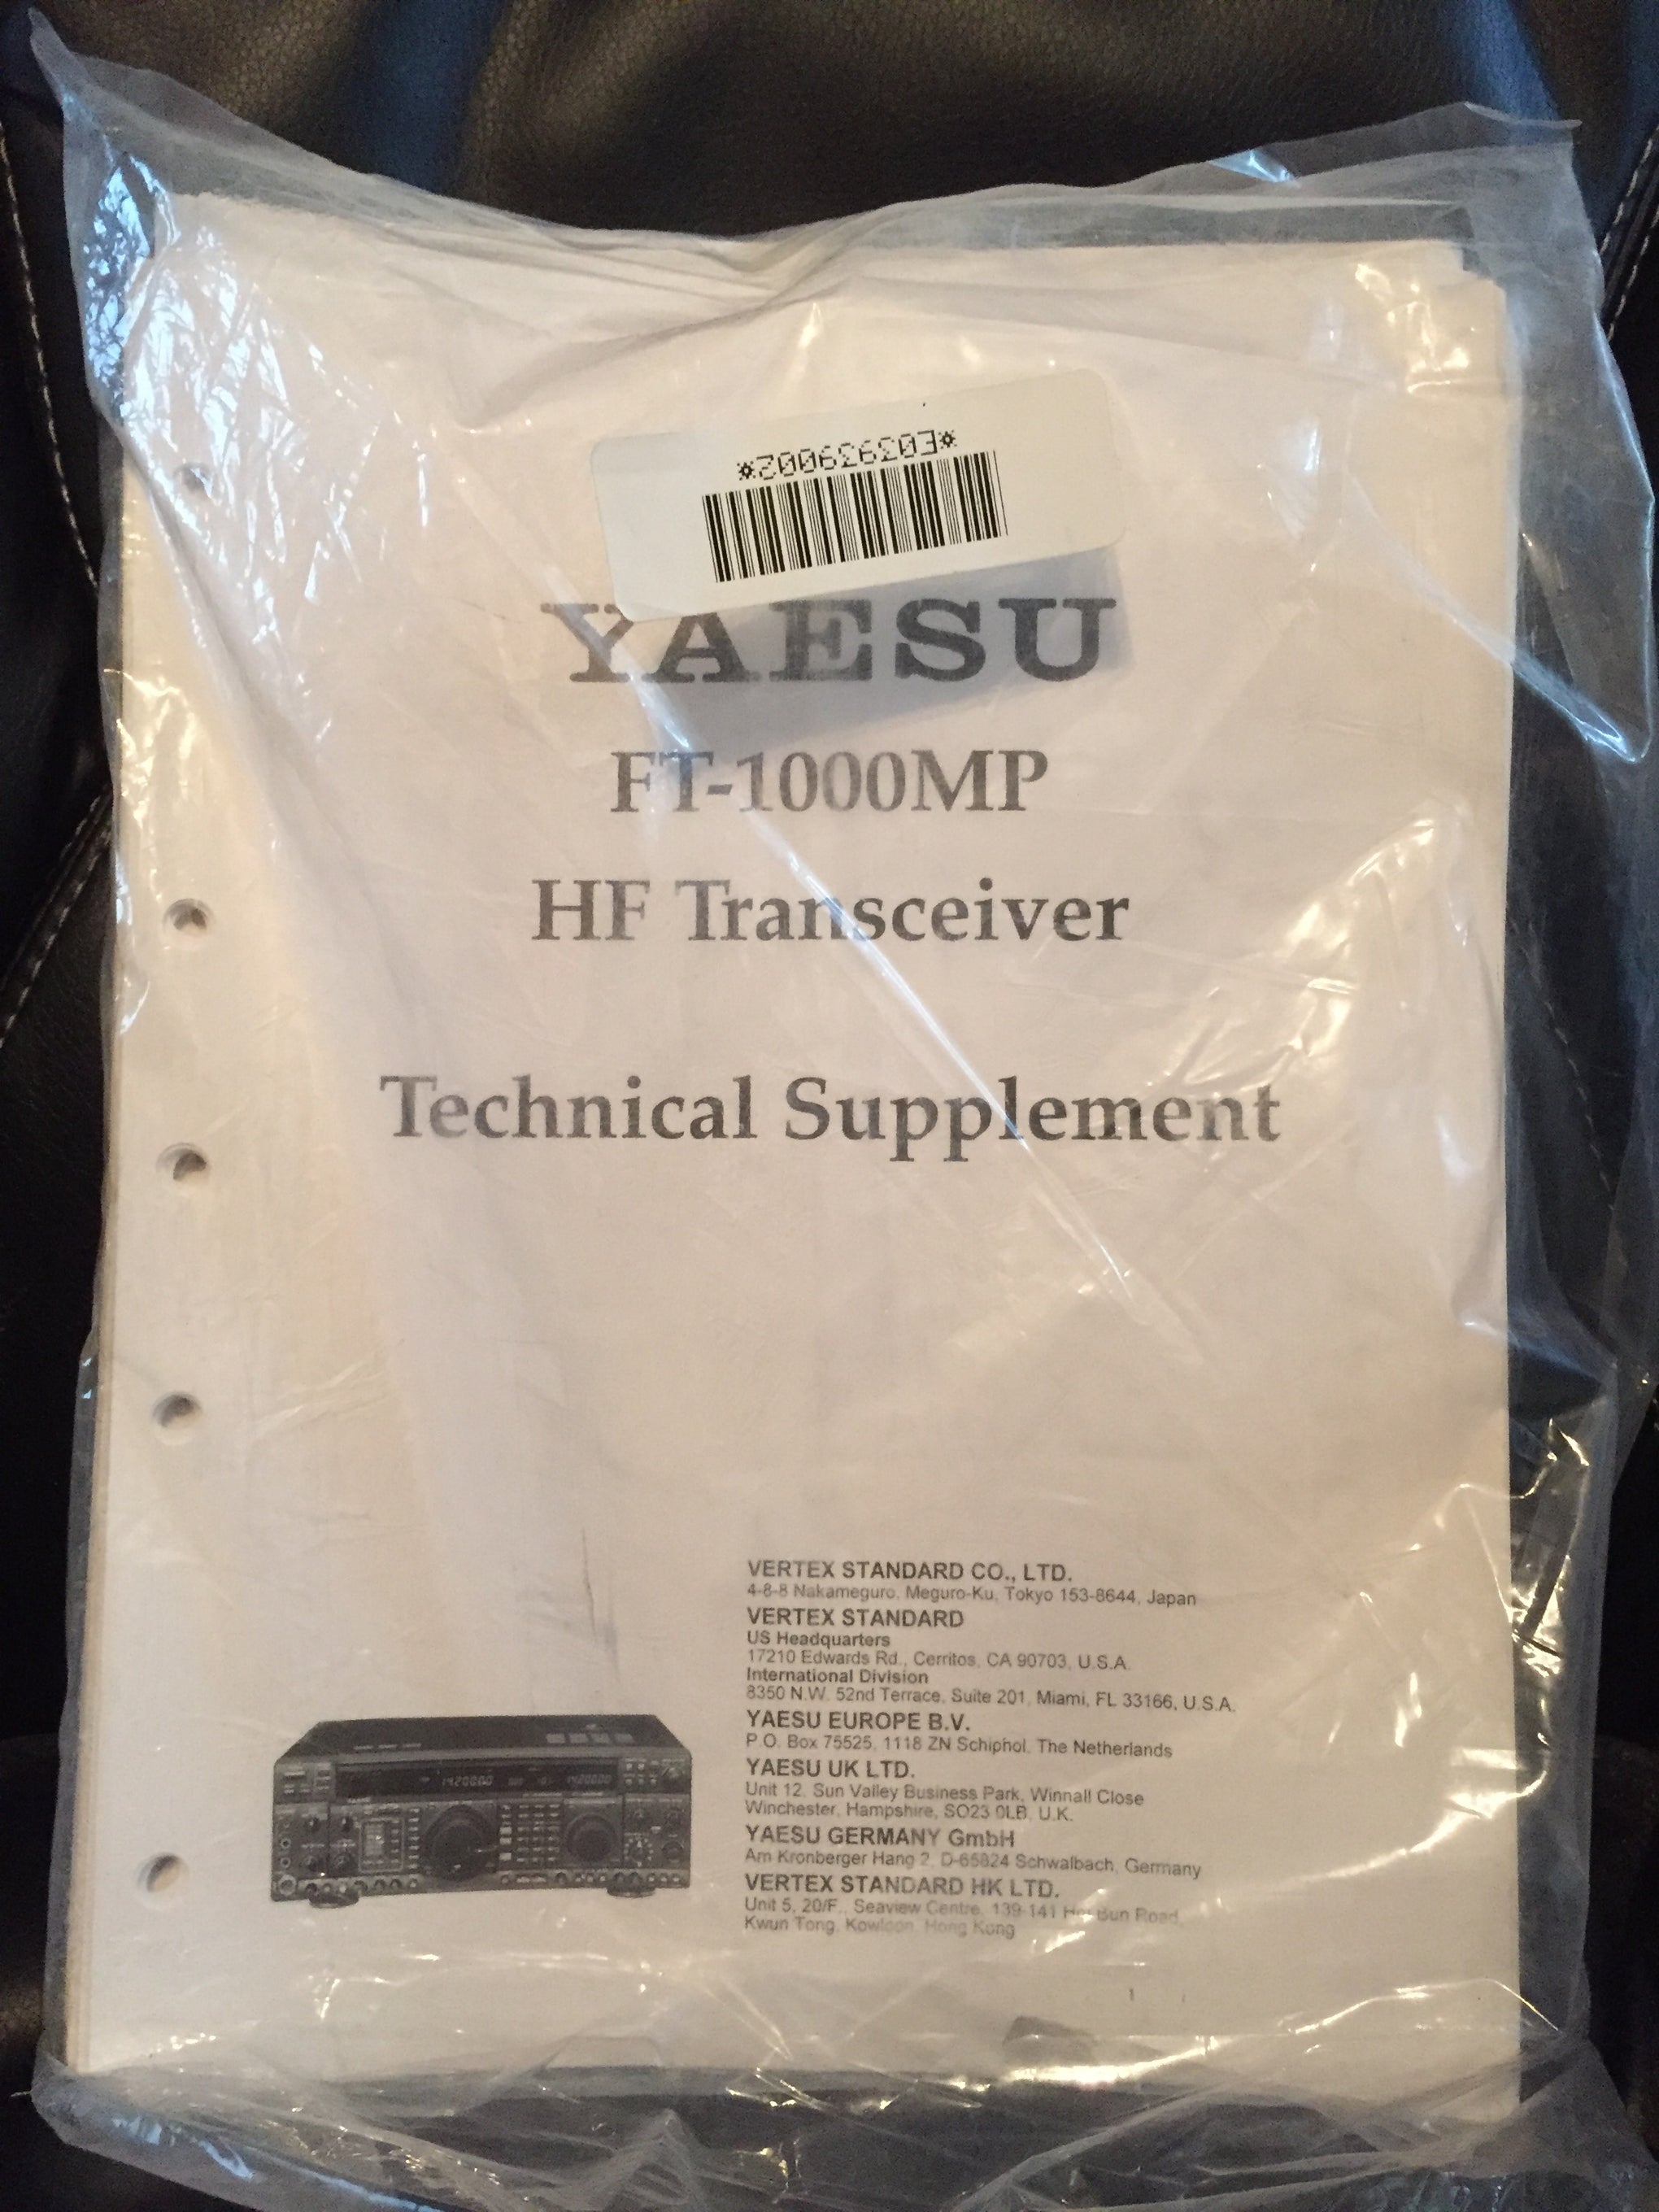 *E03939002*
YAESU
FT-1000MP
HF Transceiver
Technical Supplement
VERTEX STANDARD CO., LTD.
4-8-8 Nakameguro, Meguro-Ku, Tokyo 153-8644, Japan
VERTEX STANDARD
US Headquarters
17210 Edwards Rd., Cerritos, CA 90703, U.S.A.
International Division
8350 N.W. 52nd Terrace, Suite 201, Miami, FL 33166, U.S.A.
YAESU EUROPE B.V.
P.O. Box 75525, 1118 ZN Schiphol, The Netherlands
YAESU UK LTD.
Unit 12, Sun Valley Business Park, Winnall Close
Winchester, Hampshire, SO23 0LB, U.K.
YAESU GERMANY GmbH
Am Kronberger Hang 2, D-65824 Schwalbach, Germany
VERTEX STANDARD HK LTD.
Unit 5, 20/F., Seaview Centre, 139-141 Hoi Bun Road,
Kwun Tong, Kowloon, Hong Kong